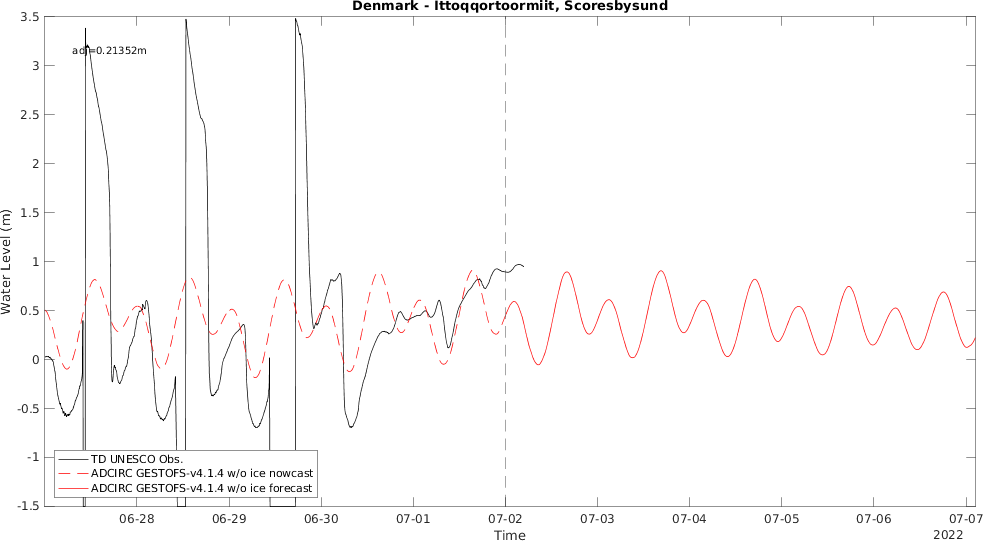 Denmark - Ittoqqortoormiit, Scoresbysund
3.5
adj=0.21352m
3
2.5
2
1.5
1
0.5
0
-0.5
-1
-1.5
Water Level (m)
TD UNESCO Obs.
ADCIRC GESTOFS-v4.1.4 w/o ice nowcast
ADCIRC GESTOFS-v4.1.4 w/o ice forecast
06-28 06-29 06-30 07-01 07-02 07-03 07-04 07-05 07-06 07-07
Time
2022